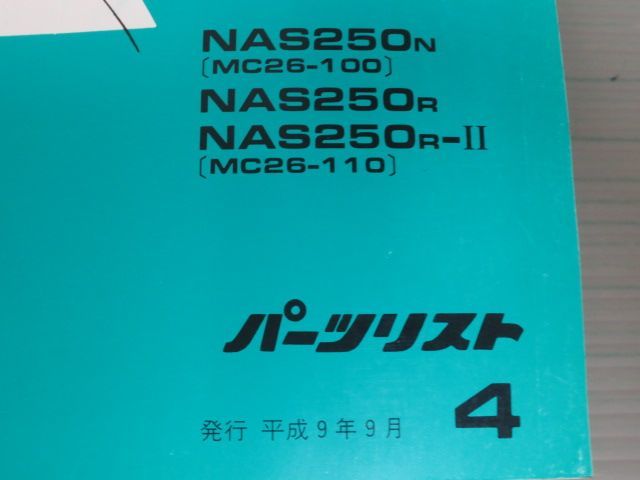 NAS250N
〔MC26-100〕
NAS250R
NAS250R-II
〔MC26-110〕
パーツリスト
4
発行 平成9年9月